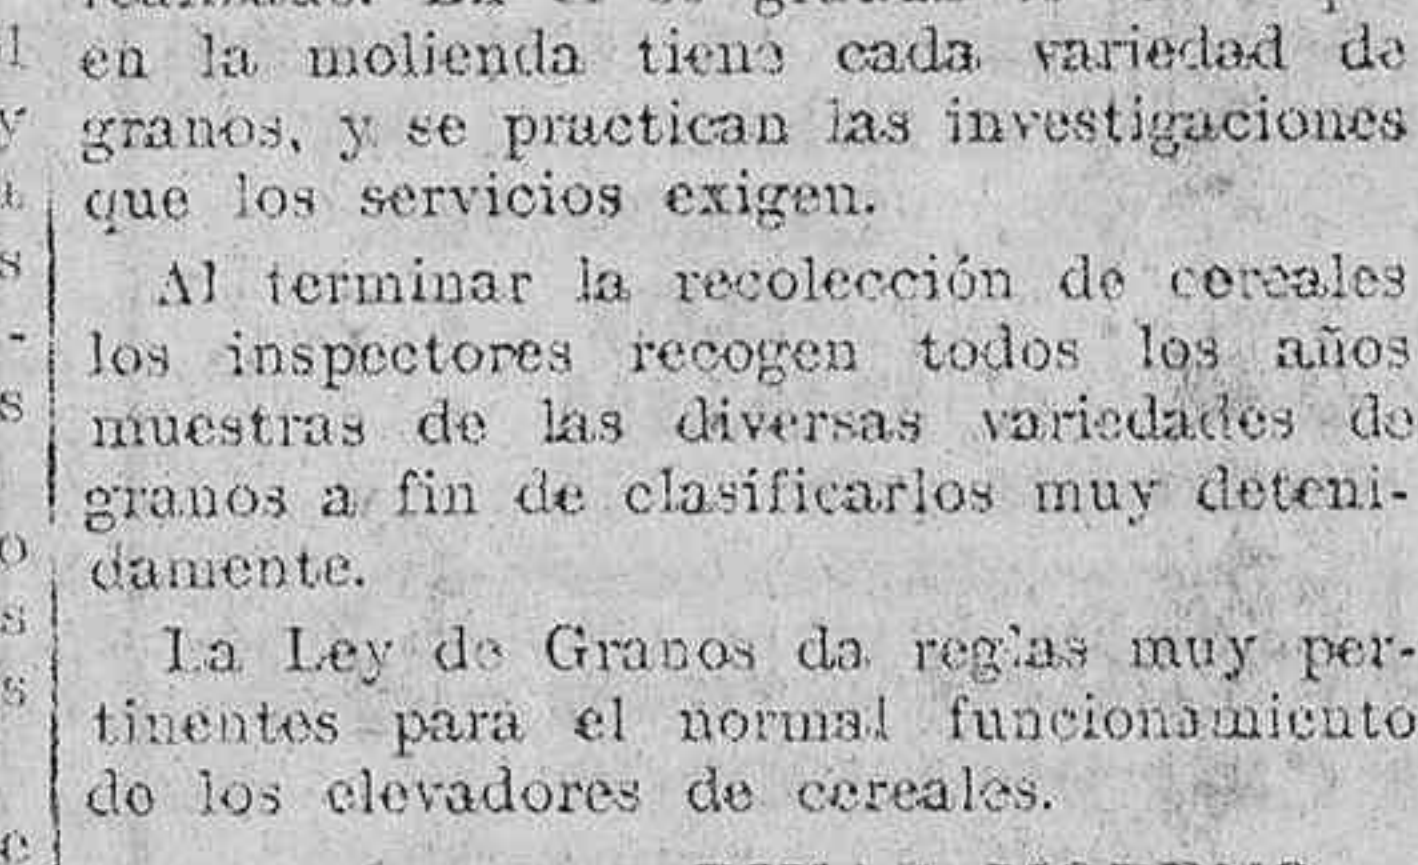 en la molienda tiene cada variedad de
granos, y se practican las investigaciones
que los servicios exigen.
Al terminar la recolección de cereales
los inspectores recogen todos los años
muestras de las diversas variedades de
granos a fin de clasificarlos muy deteni-
damente.
La Ley de Granos da reglas muy per-
tinentes para el normal funcionamiento
de los elevadores de cereales.